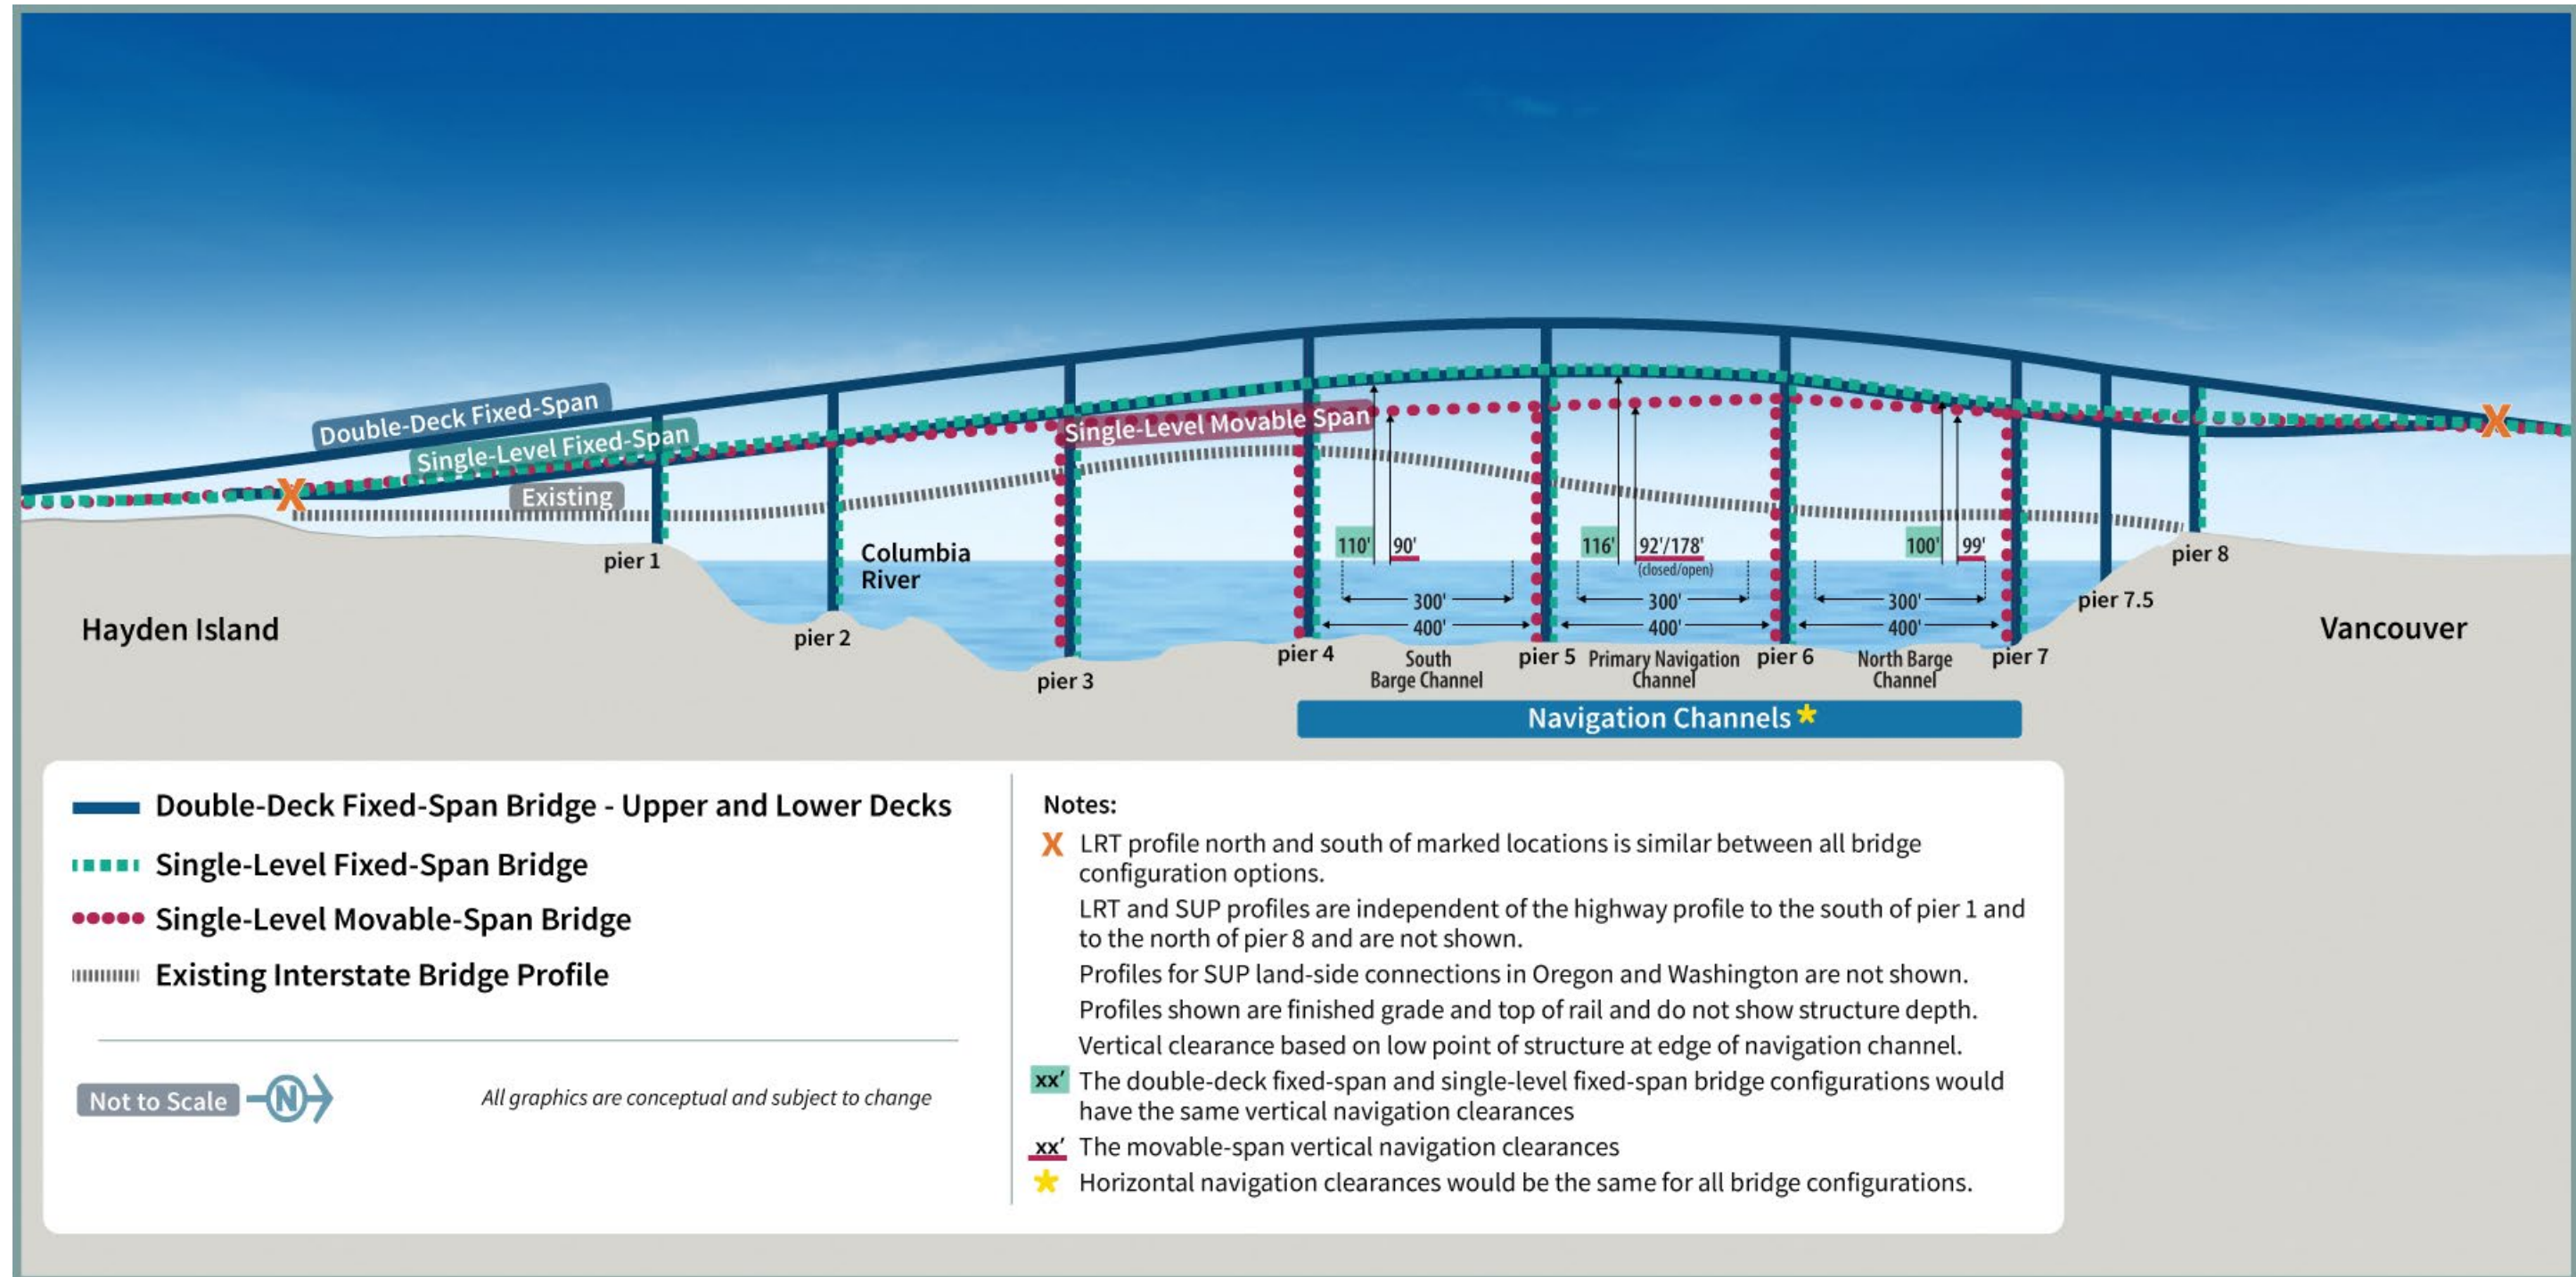 Double-Deck Fixed-Span
Single-Level Fixed-Span
Single-Level Movable Span
Existing
X
X
Columbia
River
Hayden Island
Vancouver
pier 1
pier 2
pier 3
pier 4
pier 5
pier 6
pier 7
pier 7.5
pier 8
110'
90'
116'
92'/178'
(closed/open)
100'
99'
300'
300'
300'
400'
400'
400'
South
Barge Channel
Primary Navigation
Channel
North Barge
Channel
Navigation Channels *
Double-Deck Fixed-Span Bridge - Upper and Lower Decks
Single-Level Fixed-Span Bridge
Single-Level Movable-Span Bridge
Existing Interstate Bridge Profile
Not to Scale
N
All graphics are conceptual and subject to change
Notes:
X LRT profile north and south of marked locations is similar between all bridge
configuration options.
LRT and SUP profiles are independent of the highway profile to the south of pier 1 and
to the north of pier 8 and are not shown.
Profiles for SUP land-side connections in Oregon and Washington are not shown.
Profiles shown are finished grade and top of rail and do not show structure depth.
Vertical clearance based on low point of structure at edge of navigation channel.
xx' The double-deck fixed-span and single-level fixed-span bridge configurations would
have the same vertical navigation clearances
xx' The movable-span vertical navigation clearances
* Horizontal navigation clearances would be the same for all bridge configurations.